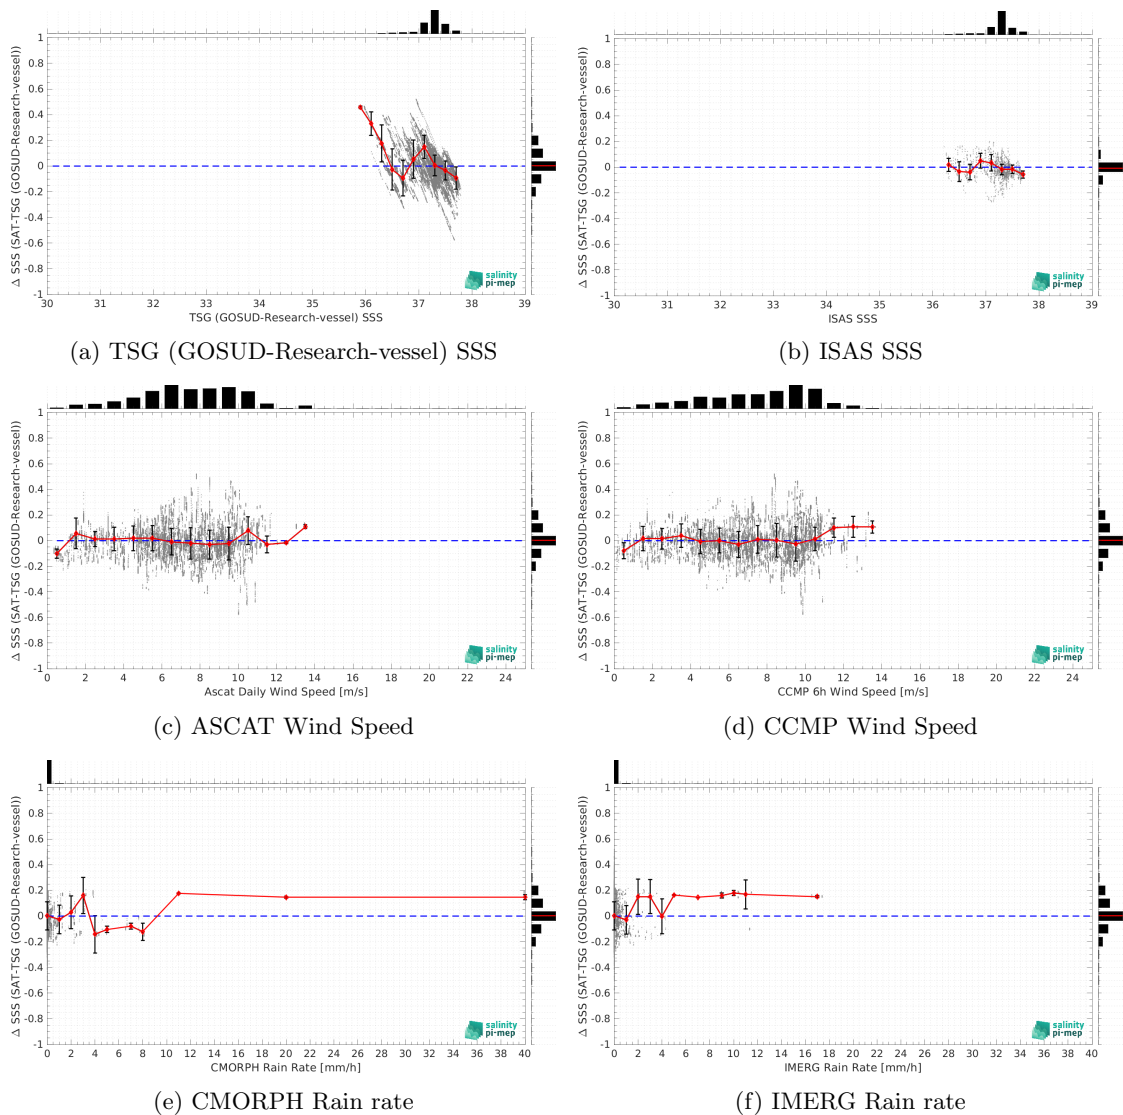 1
0.8
0.6
0.4
0.2
0
-0.2
-0.4
-0.6
-0.8
-1
Δ SSS (SAT-TSG (GOSUD-Research-vessel))
30 31 32 33 34 35 36 37 38 39
TSG (GOSUD-Research-vessel) SSS
salinity
pi-mep
(a) TSG (GOSUD-Research-vessel) SSS
1
0.8
0.6
0.4
0.2
0
-0.2
-0.4
-0.6
-0.8
-1
Δ SSS (SAT-TSG (GOSUD-Research-vessel))
30 31 32 33 34 35 36 37 38 39
ISAS SSS
salinity
pi-mep
(b) ISAS SSS
1
0.8
0.6
0.4
0.2
0
-0.2
-0.4
-0.6
-0.8
-1
Δ SSS (SAT-TSG (GOSUD-Research-vessel))
0 2 4 6 8 10 12 14 16 18 20 22 24
Ascat Daily Wind Speed [m/s]
salinity
pi-mep
(c) ASCAT Wind Speed
1
0.8
0.6
0.4
0.2
0
-0.2
-0.4
-0.6
-0.8
-1
Δ SSS (SAT-TSG (GOSUD-Research-vessel))
0 2 4 6 8 10 12 14 16 18 20 22 24
CCMP 6h Wind Speed [m/s]
salinity
pi-mep
(d) CCMP Wind Speed
1
0.8
0.6
0.4
0.2
0
-0.2
-0.4
-0.6
-0.8
-1
Δ SSS (SAT-TSG (GOSUD-Research-vessel))
0 2 4 6 8 10 12 14 16 18 20 22 24 26 28 30 32 34 36 38 40
CMORPH Rain Rate [mm/h]
salinity
pi-mep
(e) CMORPH Rain rate
1
0.8
0.6
0.4
0.2
0
-0.2
-0.4
-0.6
-0.8
-1
Δ SSS (SAT-TSG (GOSUD-Research-vessel))
0 2 4 6 8 10 12 14 16 18 20 22 24 26 28 30 32 34 36 38 40
IMERG Rain Rate [mm/h]
salinity
pi-mep
(f) IMERG Rain rate